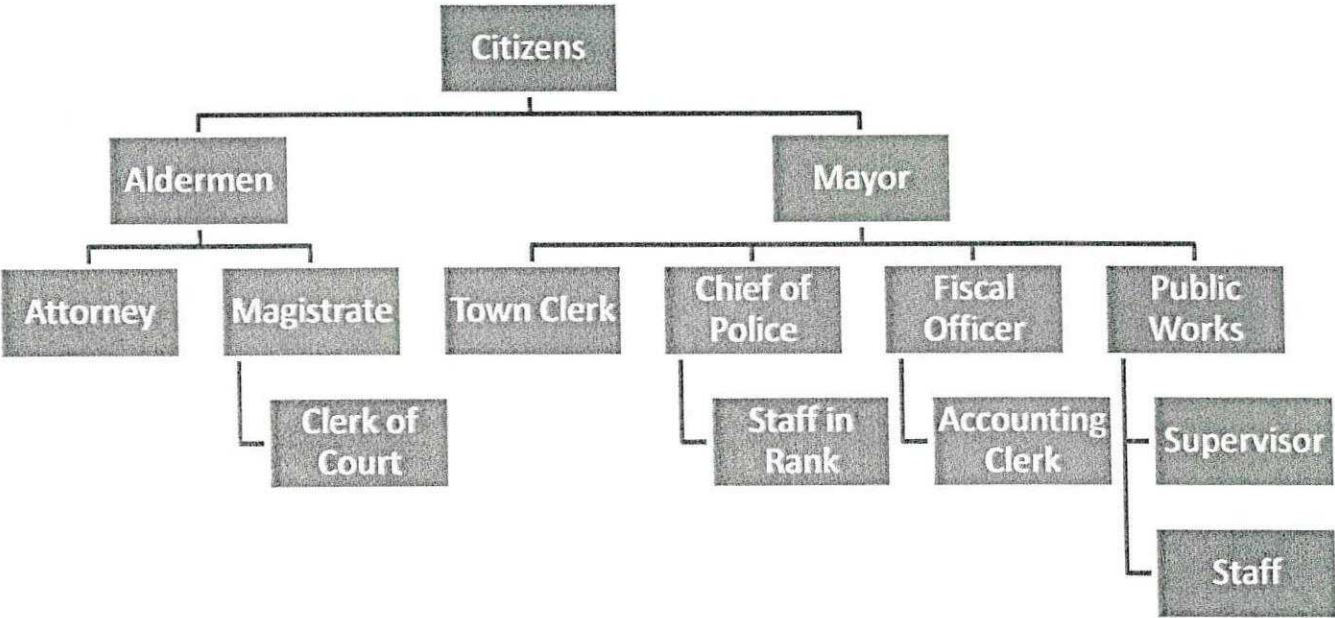 Citizens
Aldermen
Mayor
Attorney
Magistrate
Town Clerk
Chief of
Police
Fiscal
Officer
Public
Works
Clerk of
Court
Staff in
Rank
Accounting
Clerk
Supervisor
Staff